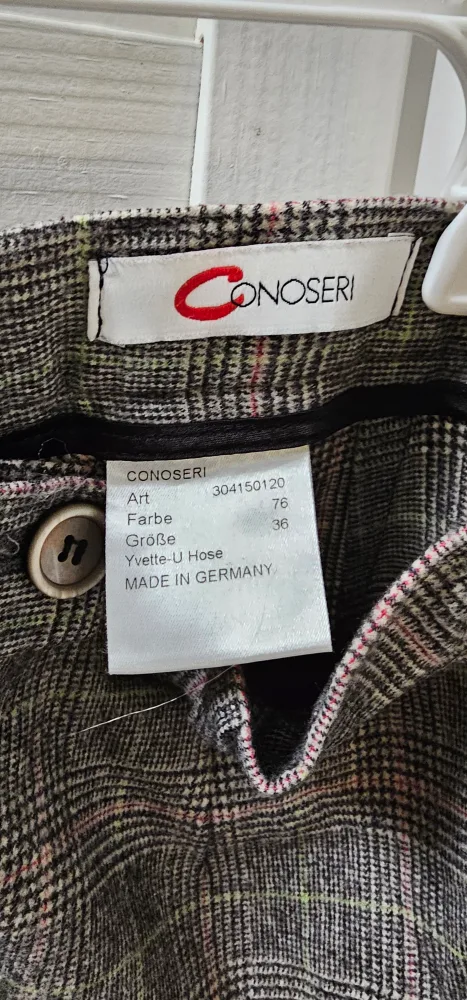 CONOSERI
CONOSERI
Art 304150120
Farbe 76
Größe 36
Yvette-U Hose
MADE IN GERMANY